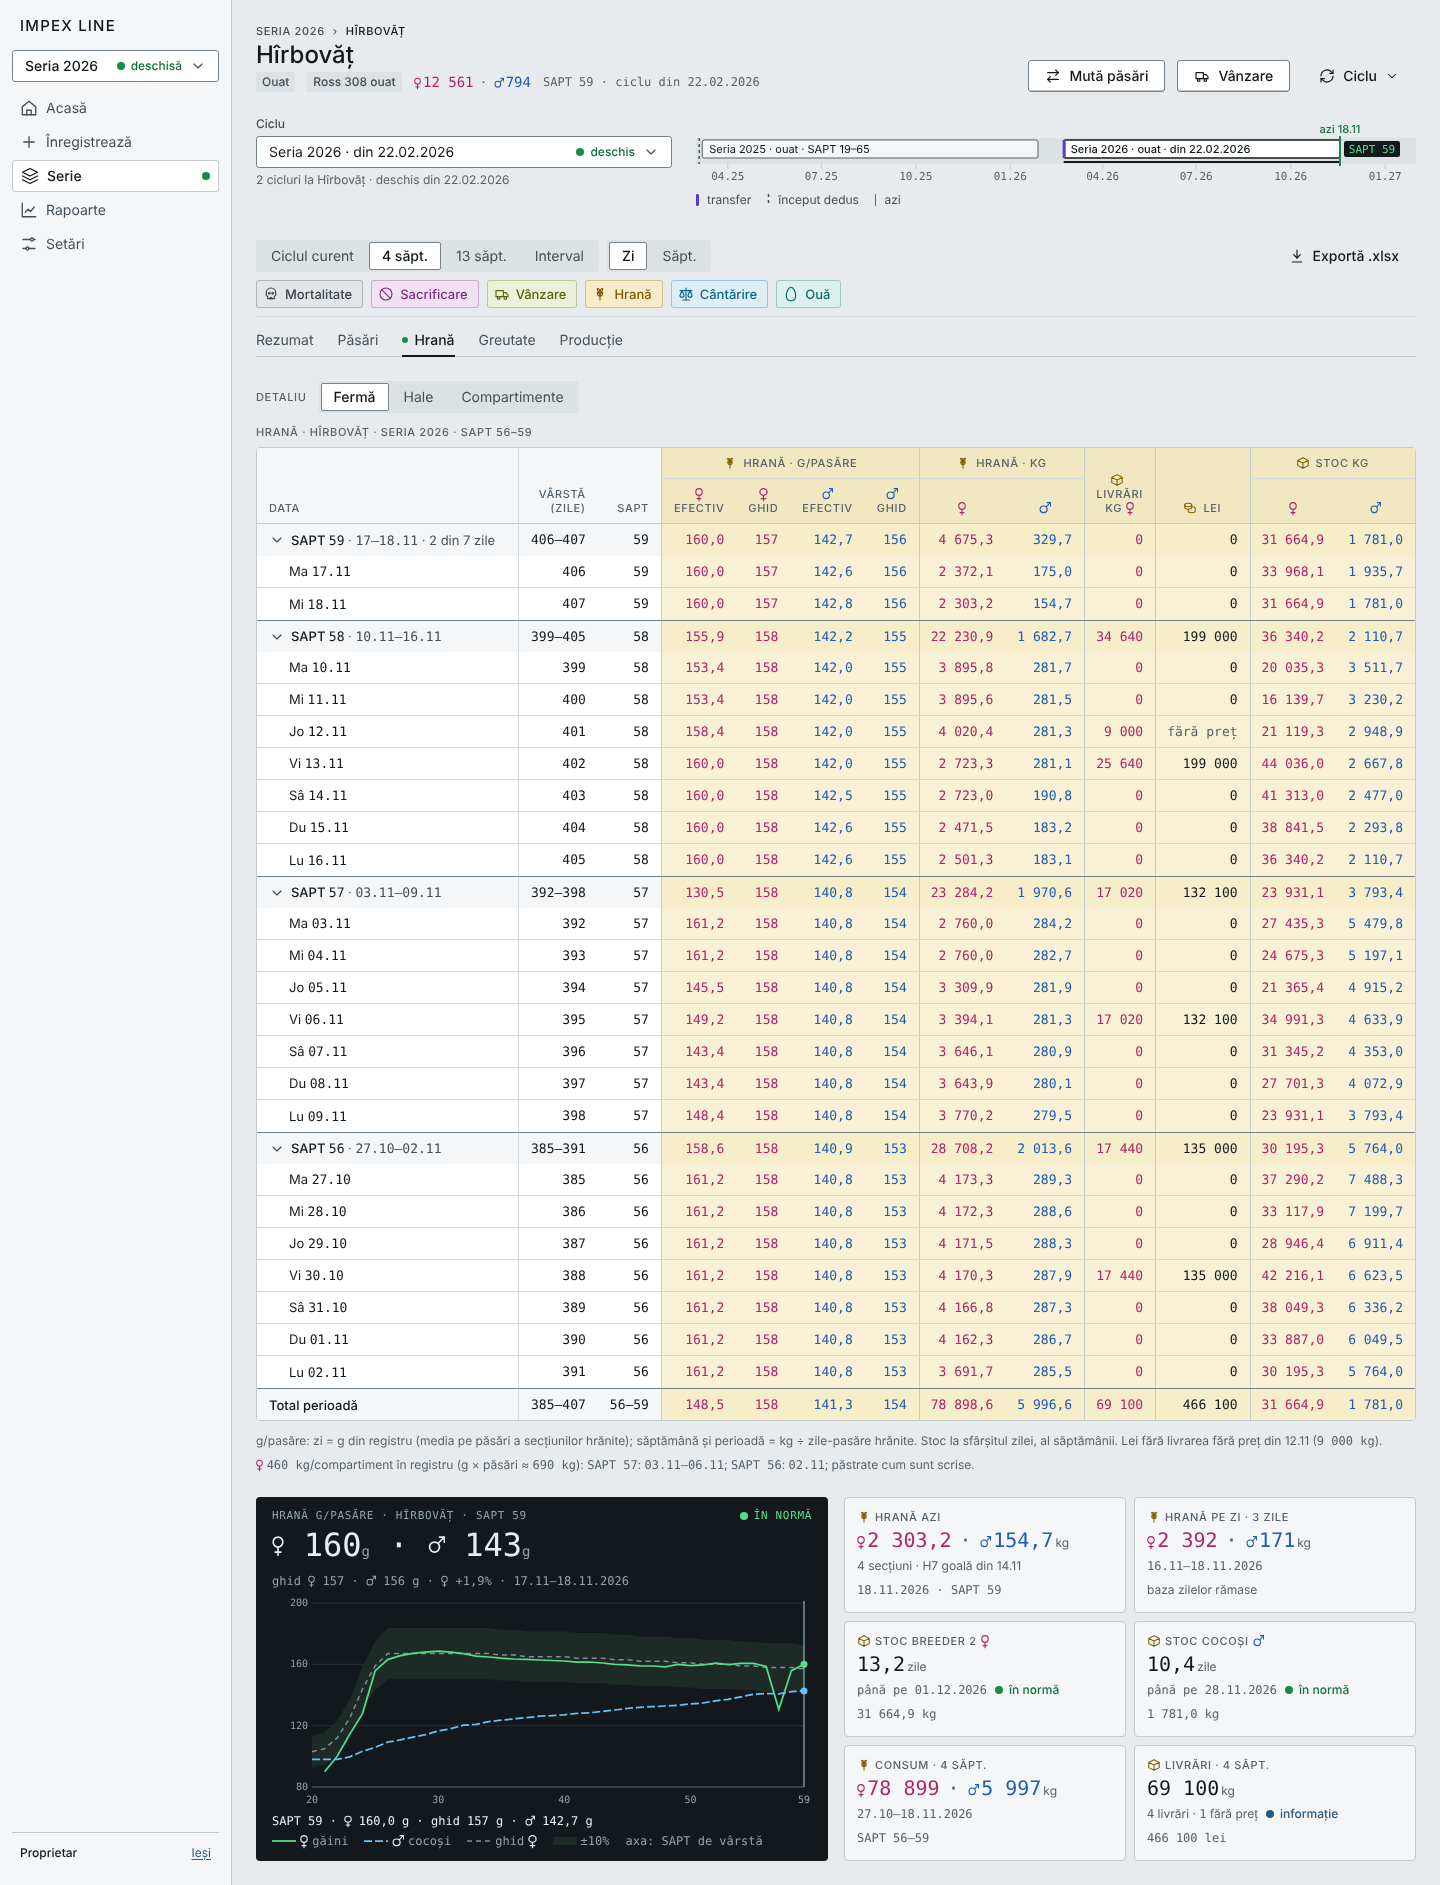 IMPEX LINE
Seria 2026 deschisă
Acasă
Înregistrează
Serie
Rapoarte
Setări
Proprietar Ieși
SERIA 2026 › HÎRBOVĂȚ
Hîrbovăț
Ouat Ross 308 ouat ♀12 561 · ♂794 SAPT 59 · ciclu din 22.02.2026
Mută păsări Vânzare Ciclu
Ciclu
Seria 2026 · din 22.02.2026 deschis
2 cicluri la Hîrbovăț · deschis din 22.02.2026
azi 18.11
Seria 2025 · ouat · SAPT 19–65 Seria 2026 · ouat · din 22.02.2026 SAPT 59
04.25 07.25 10.25 01.26 04.26 07.26 10.26 01.27
transfer început dedus azi
Ciclul curent 4 săpt. 13 săpt. Interval Zi Săpt. Exportă .xlsx
Mortalitate Sacrificare Vânzare Hrană Cântărire Ouă
Rezumat Păsări Hrană Greutate Producție
DETALIU Fermă Hale Compartimente
HRANĂ · HÎRBOVĂȚ · SERIA 2026 · SAPT 56–59
HRANĂ · G/PASĂRE HRANĂ · KG STOC KG
DATA VÂRSTĂ (ZILE) SAPT ♀ EFECTIV ♀ GHID ♂ EFECTIV ♂ GHID ♀ ♂ LIVRĂRI KG ♀ LEI ♀ ♂
SAPT 59 · 17–18.11 · 2 din 7 zile 406–407 59 160,0 157 142,7 156 4 675,3 329,7 0 0 31 664,9 1 781,0
Ma 17.11 406 59 160,0 157 142,6 156 2 372,1 175,0 0 0 33 968,1 1 935,7
Mi 18.11 407 59 160,0 157 142,8 156 2 303,2 154,7 0 0 31 664,9 1 781,0
SAPT 58 · 10.11–16.11 399–405 58 155,9 158 142,2 155 22 230,9 1 682,7 34 640 199 000 36 340,2 2 110,7
Ma 10.11 399 58 153,4 158 142,0 155 3 895,8 281,7 0 0 20 035,3 3 511,7
Mi 11.11 400 58 153,4 158 142,0 155 3 895,6 281,5 0 0 16 139,7 3 230,2
Jo 12.11 401 58 158,4 158 142,0 155 4 020,4 281,3 9 000 fără preț 21 119,3 2 948,9
Vi 13.11 402 58 160,0 158 142,0 155 2 723,3 281,1 25 640 199 000 44 036,0 2 667,8
Sâ 14.11 403 58 160,0 158 142,5 155 2 723,0 190,8 0 0 41 313,0 2 477,0
Du 15.11 404 58 160,0 158 142,6 155 2 471,5 183,2 0 0 38 841,5 2 293,8
Lu 16.11 405 58 160,0 158 142,6 155 2 501,3 183,1 0 0 36 340,2 2 110,7
SAPT 57 · 03.11–09.11 392–398 57 130,5 158 140,8 154 23 284,2 1 970,6 17 020 132 100 23 931,1 3 793,4
Ma 03.11 392 57 161,2 158 140,8 154 2 760,0 284,2 0 0 27 435,3 5 479,8
Mi 04.11 393 57 161,2 158 140,8 154 2 760,0 282,7 0 0 24 675,3 5 197,1
Jo 05.11 394 57 145,5 158 140,8 154 3 309,9 281,9 0 0 21 365,4 4 915,2
Vi 06.11 395 57 149,2 158 140,8 154 3 394,1 281,3 17 020 132 100 34 991,3 4 633,9
Sâ 07.11 396 57 143,4 158 140,8 154 3 646,1 280,9 0 0 31 345,2 4 353,0
Du 08.11 397 57 143,4 158 140,8 154 3 643,9 280,1 0 0 27 701,3 4 072,9
Lu 09.11 398 57 148,4 158 140,8 154 3 770,2 279,5 0 0 23 931,1 3 793,4
SAPT 56 · 27.10–02.11 385–391 56 158,6 158 140,9 153 28 708,2 2 013,6 17 440 135 000 30 195,3 5 764,0
Ma 27.10 385 56 161,2 158 140,8 153 4 173,3 289,3 0 0 37 290,2 7 488,3
Mi 28.10 386 56 161,2 158 140,8 153 4 172,3 288,6 0 0 33 117,9 7 199,7
Jo 29.10 387 56 161,2 158 140,8 153 4 171,5 288,3 0 0 28 946,4 6 911,4
Vi 30.10 388 56 161,2 158 140,8 153 4 170,3 287,9 17 440 135 000 42 216,1 6 623,5
Sâ 31.10 389 56 161,2 158 140,8 153 4 166,8 287,3 0 0 38 049,3 6 336,2
Du 01.11 390 56 161,2 158 140,8 153 4 162,3 286,7 0 0 33 887,0 6 049,5
Lu 02.11 391 56 161,2 158 140,8 153 3 691,7 285,5 0 0 30 195,3 5 764,0
Total perioadă 385–407 56–59 148,5 158 141,3 154 78 898,6 5 996,6 69 100 466 100 31 664,9 1 781,0
g/pasăre: zi = g din registru (media pe păsări a secțiunilor hrănite); săptămână și perioadă = kg ÷ zile-pasăre hrănite. Stoc la sfârșitul zilei, al săptămânii. Lei fără livrarea fără preț din 12.11 (9 000 kg).
♀ 460 kg/compartiment în registru (g × păsări ≈ 690 kg): SAPT 57: 03.11–06.11; SAPT 56: 02.11; păstrate cum sunt scrise.
HRANĂ G/PASĂRE · HÎRBOVĂȚ · SAPT 59 ÎN NORMĂ
♀ 160g · ♂ 143g
ghid ♀ 157 · ♂ 156 g · ♀ +1,9% · 17.11–18.11.2026
200
160
120
80
20 30 40 50 59
SAPT 59 · ♀ 160,0 g · ghid 157 g · ♂ 142,7 g
♀ găini ♂ cocoși ghid ♀ ±10% axa: SAPT de vârstă
HRANĂ AZI
♀2 303,2 · ♂154,7 kg
4 secțiuni · H7 goală din 14.11
18.11.2026 · SAPT 59
HRANĂ PE ZI · 3 ZILE
♀2 392 · ♂171 kg
16.11–18.11.2026
baza zilelor rămase
STOC BREEDER 2 ♀
13,2 zile
până pe 01.12.2026 în normă
31 664,9 kg
STOC COCOȘI ♂
10,4 zile
până pe 28.11.2026 în normă
1 781,0 kg
CONSUM · 4 SĂPT.
♀78 899 · ♂5 997 kg
27.10–18.11.2026
SAPT 56–59
LIVRĂRI · 4 SĂPT.
69 100 kg
4 livrări · 1 fără preț informație
466 100 lei